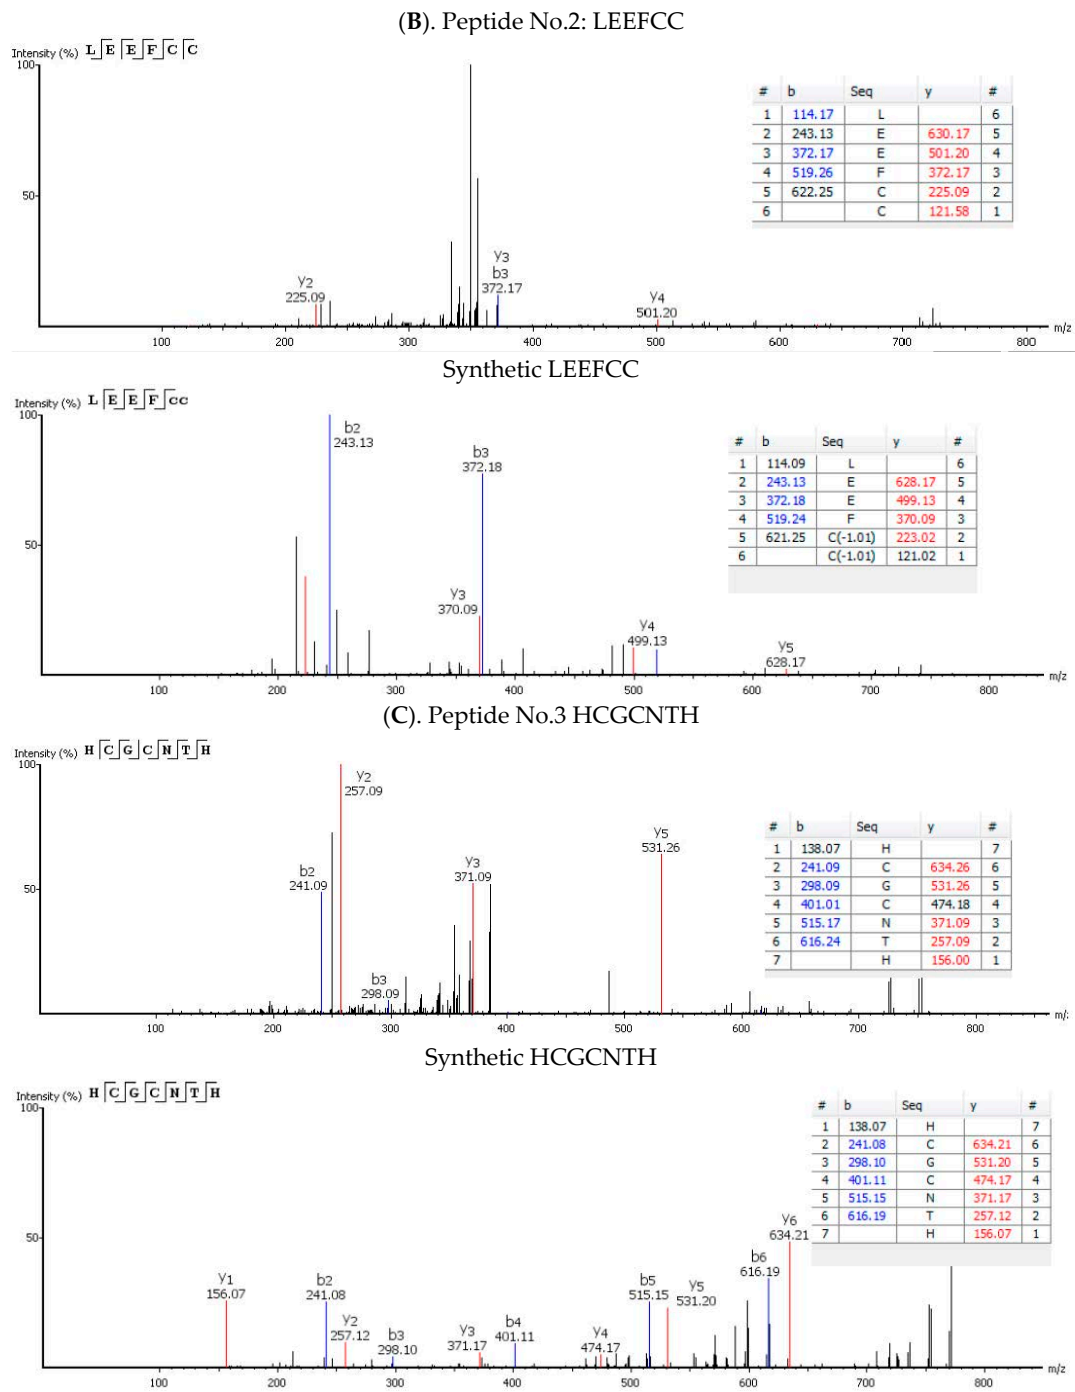 (B). Peptide No.2: LEEFCC
Intensity (%) L E E F C C
100
50
y2
225.09
y3
b3
372.17
y4
501.20
100 200 300 400 500 600 700 800 m/z
# b Seq y #
1 114.17 L 6
2 243.13 E 630.17 5
3 372.17 E 501.20 4
4 519.26 F 372.17 3
5 622.25 C 225.09 2
6 C 121.58 1
Synthetic LEEFCC
Intensity (%) L E E F cc
100
50
b2
243.13
b3
372.18
y3
370.09
y4
499.13
y5
628.17
100 200 300 400 500 600 700 800 m/z
# b Seq y #
1 114.09 L 6
2 243.13 E 628.17 5
3 372.18 E 499.13 4
4 519.24 F 370.09 3
5 621.25 C(-1.01) 223.02 2
6 C(-1.01) 121.02 1
(C). Peptide No.3 HCGCNTH
Intensity (%) H C G C N T H
100
50
b2
241.09
y2
257.09
b3
298.09
y3
371.09
y5
531.26
100 200 300 400 500 600 700 800 m/:
# b Seq y #
1 138.07 H 7
2 241.09 C 634.26 6
3 298.09 G 531.26 5
4 401.01 C 474.18 4
5 515.17 N 371.09 3
6 616.24 T 257.09 2
7 H 156.00 1
Synthetic HCGCNTH
Intensity (%) H C G C N T H
100
50
y1
156.07
b2
241.08
y2
257.12
b3
298.10
y3
371.17
b4
401.11
y4
474.17
b5
515.15
y5
531.20
b6
616.19
y6
634.21
100 200 300 400 500 600 700 800 m/z
# b Seq y #
1 138.07 H 7
2 241.08 C 634.21 6
3 298.10 G 531.20 5
4 401.11 C 474.17 4
5 515.15 N 371.17 3
6 616.19 T 257.12 2
7 H 156.07 1